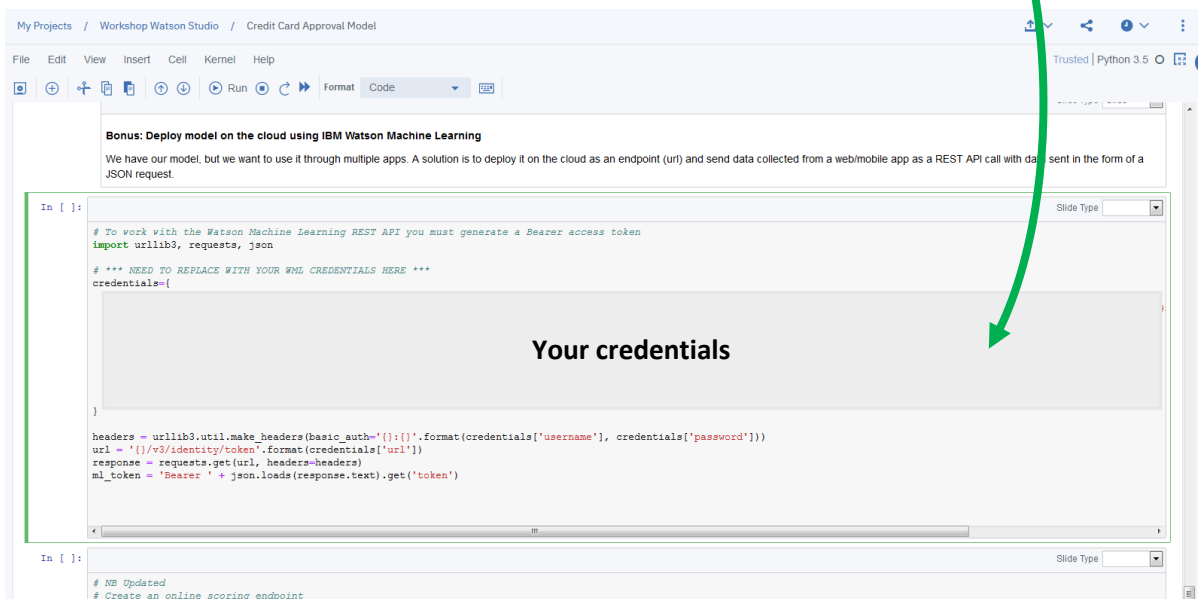 My Projects / Workshop Watson Studio / Credit Card Approval Model
File Edit View Insert Cell Kernel Help
Trusted | Python 3.5
Run Format Code
Bonus: Deploy model on the cloud using IBM Watson Machine Learning
We have our model, but we want to use it through multiple apps. A solution is to deploy it on the cloud as an endpoint (url) and send data collected from a web/mobile app as a REST API call with data sent in the form of a
JSON request.
In [ ]:
Slide Type
# To work with the Watson Machine Learning REST API you must generate a Bearer access token
import urllib3, requests, json
# *** NEED TO REPLACE WITH YOUR WML CREDENTIALS HERE ***
credentials={
Your credentials
}
headers = urllib3.util.make_headers(basic_auth='{}:{}'.format(credentials['username'], credentials['password']))
url = '{}/v3/identity/token'.format(credentials['url'])
response = requests.get(url, headers=headers)
ml_token = 'Bearer ' + json.loads(response.text).get('token')
In [ ]:
Slide Type
# NB Updated
# Create an online scoring endpoint